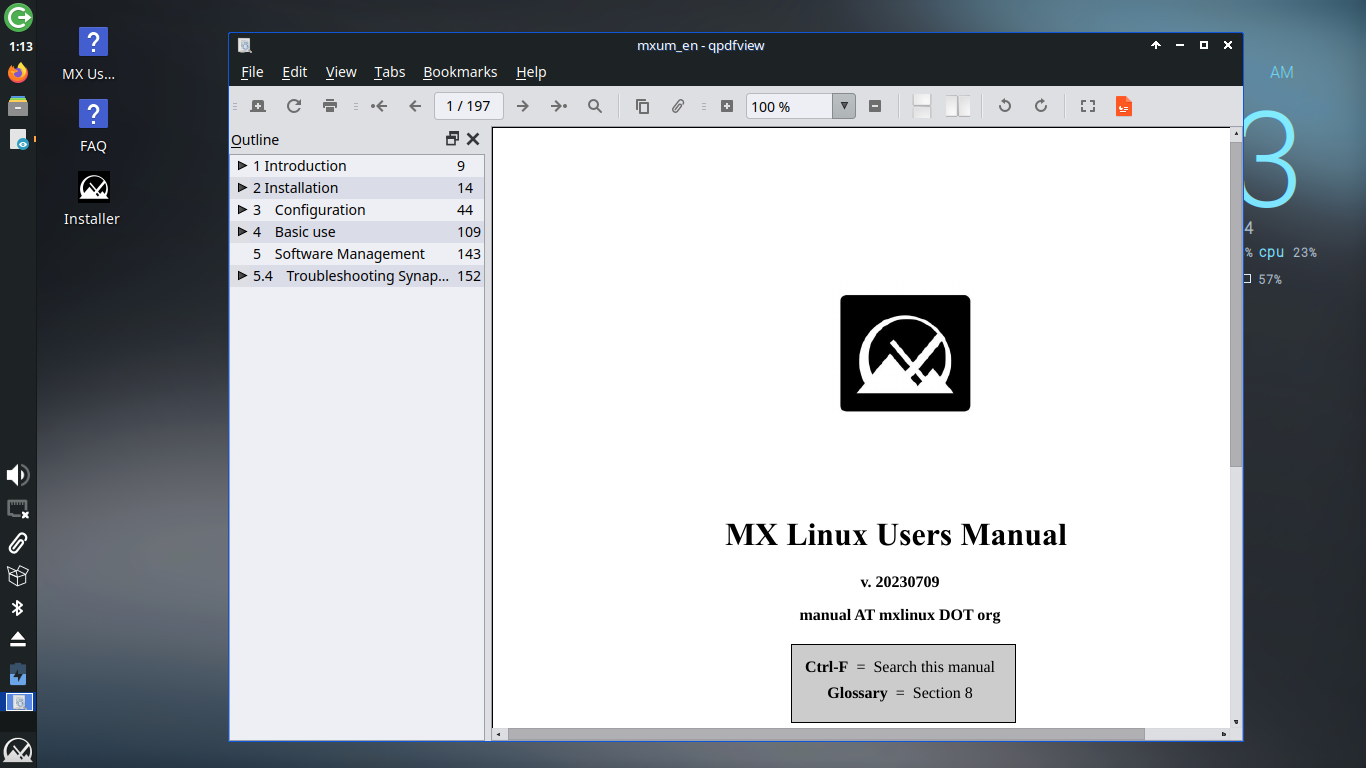 1:13
MX Us...
FAQ
Installer
mxum_en - qpdfview
File Edit View Tabs Bookmarks Help
1 / 197
100 %
Outline
1 Introduction 9
2 Installation 14
3 Configuration 44
4 Basic use 109
5 Software Management 143
5.4 Troubleshooting Synap... 152
MX Linux Users Manual
v. 20230709
manual AT mxlinux DOT org
Ctrl-F = Search this manual
Glossary = Section 8
AM
3
4
% cpu 23%
57%